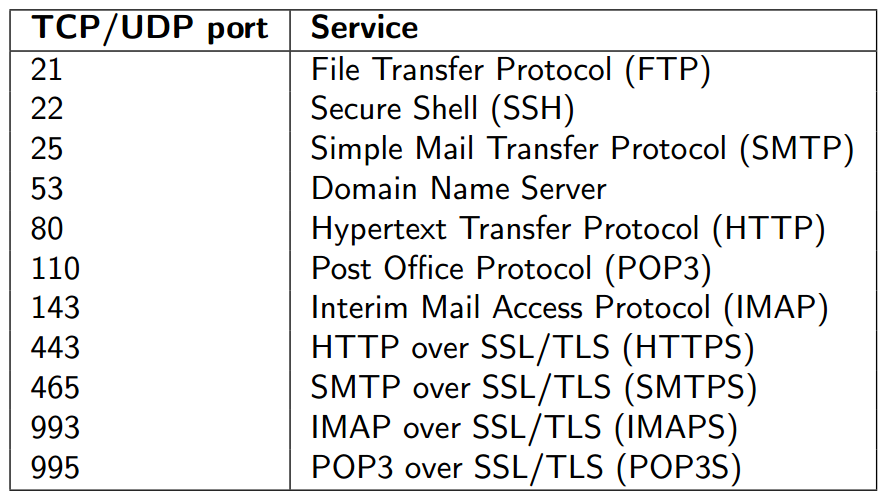 TCP/UDP port Service
21 File Transfer Protocol (FTP)
22 Secure Shell (SSH)
25 Simple Mail Transfer Protocol (SMTP)
53 Domain Name Server
80 Hypertext Transfer Protocol (HTTP)
110 Post Office Protocol (POP3)
143 Interim Mail Access Protocol (IMAP)
443 HTTP over SSL/TLS (HTTPS)
465 SMTP over SSL/TLS (SMTPS)
993 IMAP over SSL/TLS (IMAPS)
995 POP3 over SSL/TLS (POP3S)